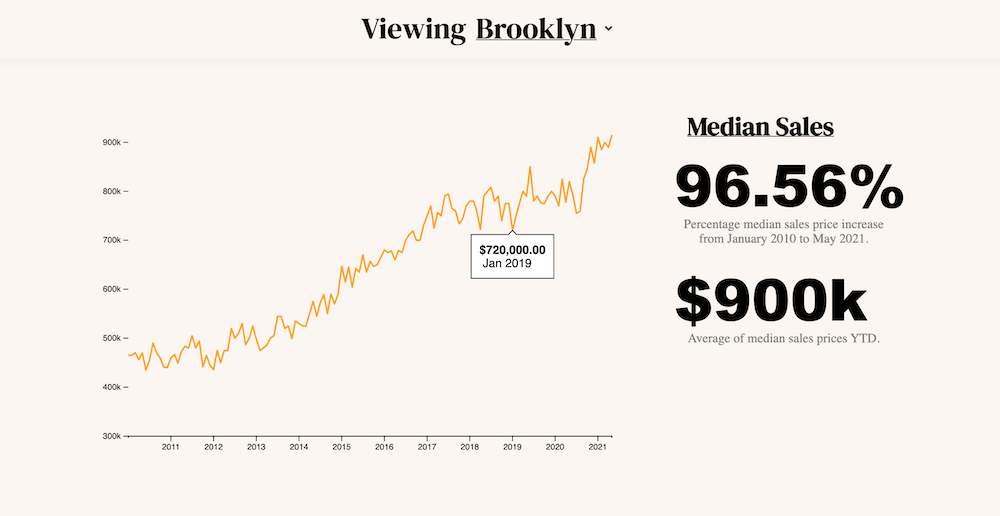 Viewing Brooklyn
900k
800k
700k
600k
500k
400k
300k
2011 2012 2013 2014 2015 2016 2017 2018 2019 2020 2021
$720,000.00
Jan 2019
Median Sales
96.56%
Percentage median sales price increase
from January 2010 to May 2021.
$900k
Average of median sales prices YTD.